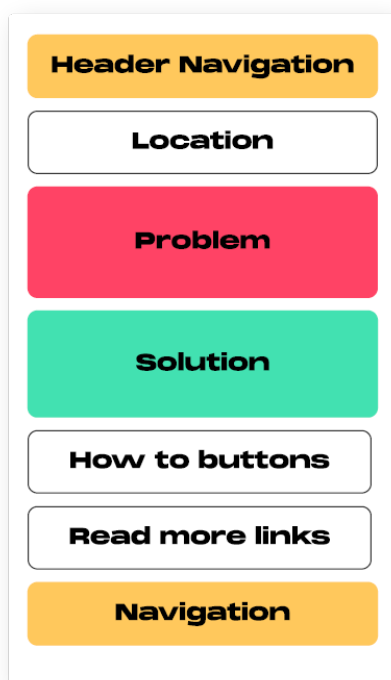 Header Navigation
Location
Problem
Solution
How to buttons
Read more links
Navigation